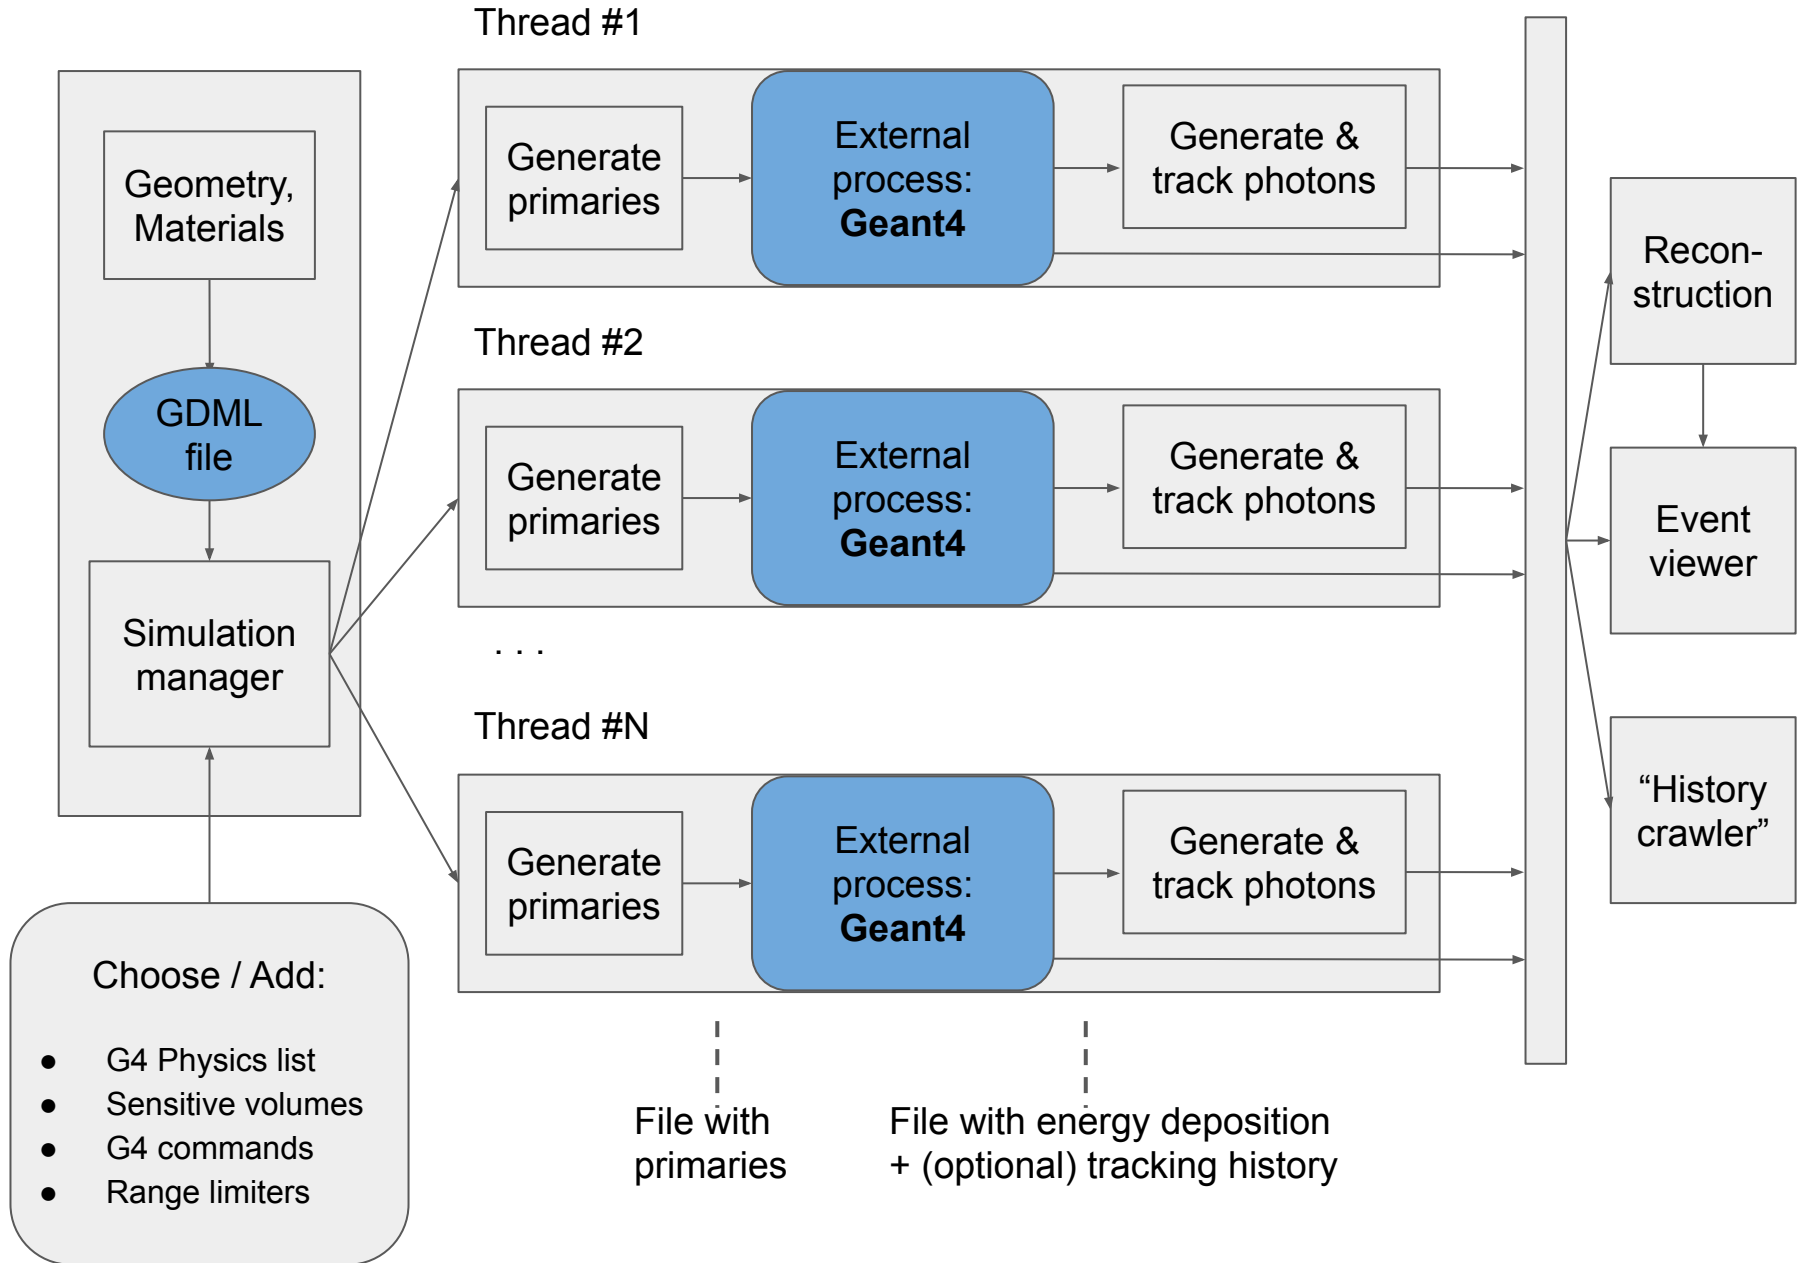 Geometry,
Materials
GDML
file
Simulation
manager
Choose / Add:
● G4 Physics list
● Sensitive volumes
● G4 commands
● Range limiters
Thread #1
Generate
primaries
External
process:
Geant4
Generate &
track photons
Thread #2
Generate
primaries
External
process:
Geant4
Generate &
track photons
. . .
Thread #N
Generate
primaries
External
process:
Geant4
Generate &
track photons
File with
primaries
File with energy deposition
+ (optional) tracking history
Recon-
struction
Event
viewer
“History
crawler”